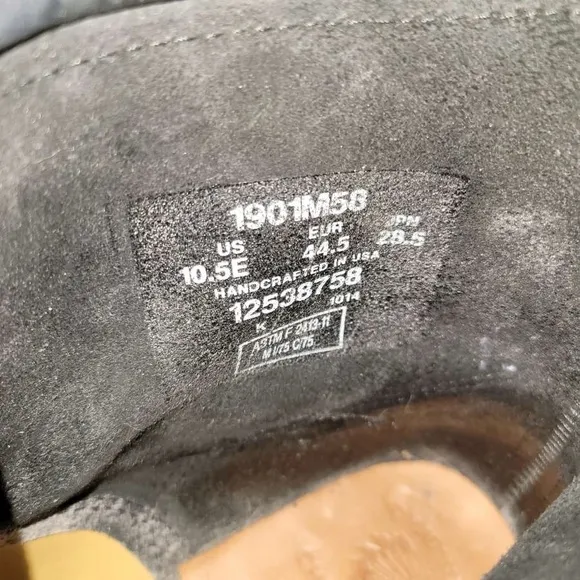 1901M58
US EUR JPN
10.5E 44.5 28.5
HANDCRAFTED IN USA
12538758
K 1014
ASTM F 2413-11
M I/75 C/75